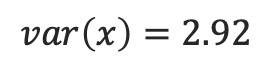 var(x) = 2.92